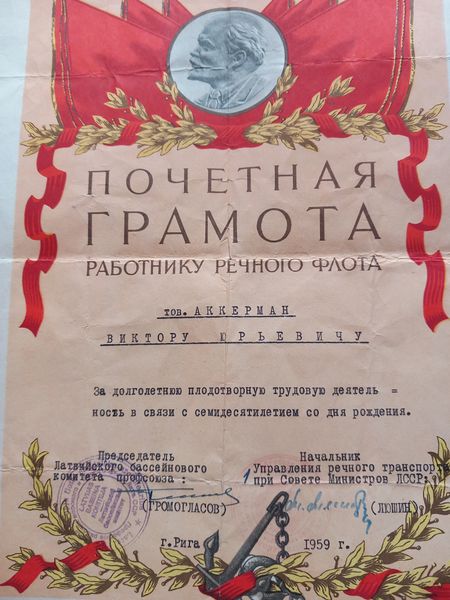 ПОЧЕТНАЯ
ГРАМОТА
РАБОТНИКУ РЕЧНОГО ФЛОТА
тов. АККЕРМАН
ВИКТОРУ ЮРЬЕВИЧУ
За долголетнюю плодотворную трудовую деятель =
ность в связи с семидесятилетием со дня рождения.
Председатель
Латвийского бассейнового
комитета профсоюза :
(ГРОМОГЛАСОВ)
Начальник
Управления речного транспорта
при Совете Министров ЛССР:
(ЛЮШИН)
г. Рига
1959 г.